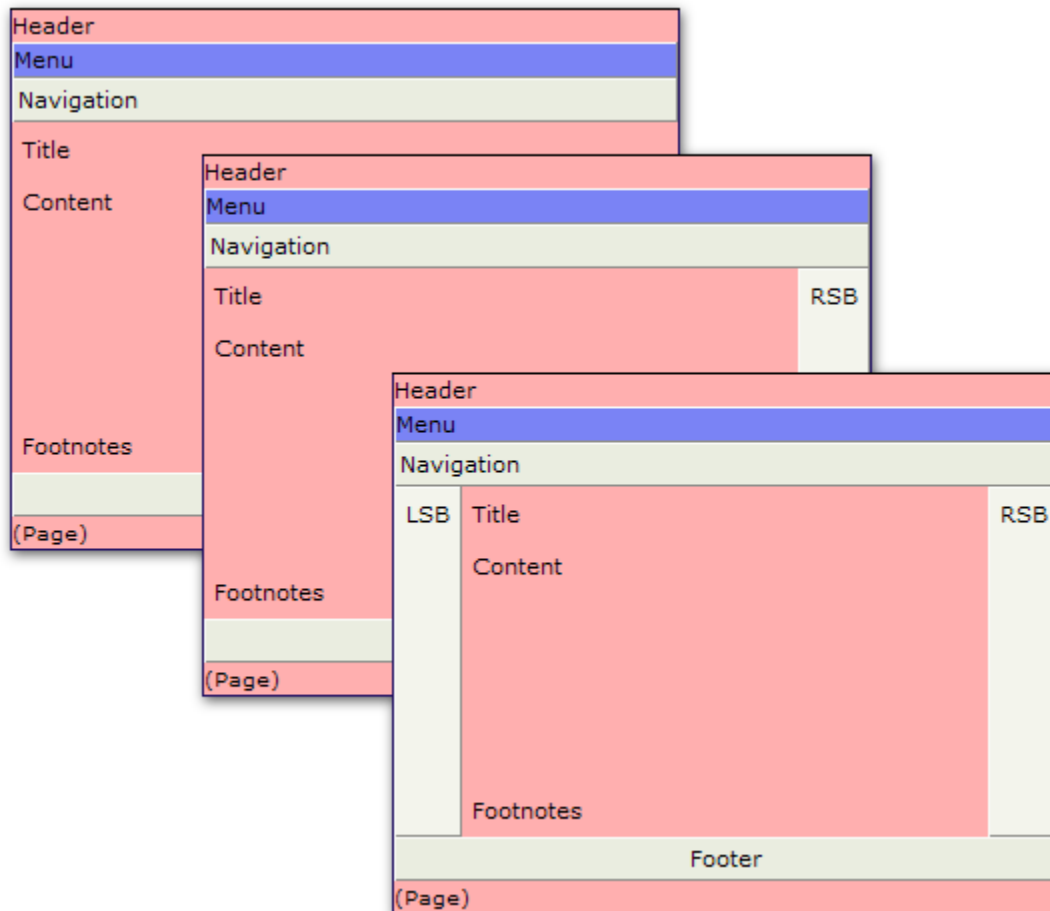 Header
Menu
Navigation
Title
Content
Footnotes
(Page)
Header
Menu
Navigation
Title RSB
Content
Footnotes
(Page)
Header
Menu
Navigation
LSB Title RSB
Content
Footnotes
Footer
(Page)